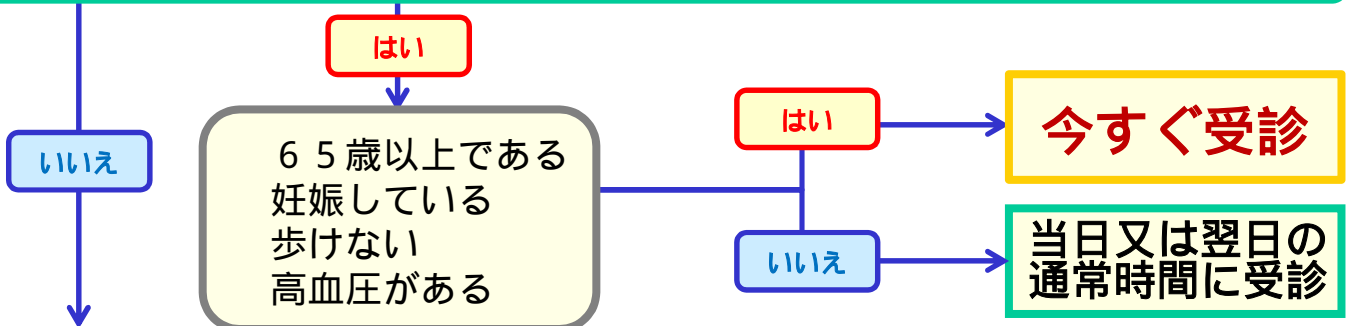 はい
いいえ
６５歳以上である
妊娠している
歩けない
高血圧がある
はい
今すぐ受診
いいえ
当日又は翌日の
通常時間に受診